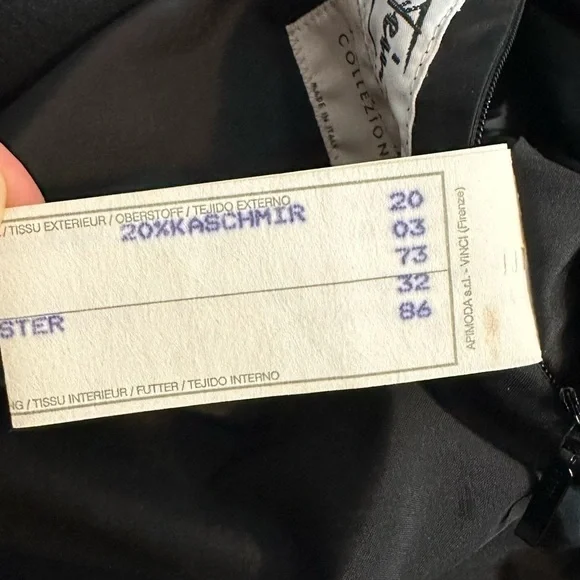 COLLEZION
MADE IN ITALY
/ TISSU EXTERIEUR / OBERSTOFF / TEJIDO EXTERNO
20%KASCHMIR
20
03
73
32
86
STER
NG / TISSU INTERIEUR / FUTTER / TEJIDO INTERNO
APIMODA s.r.l. - VINCI (Firenze)